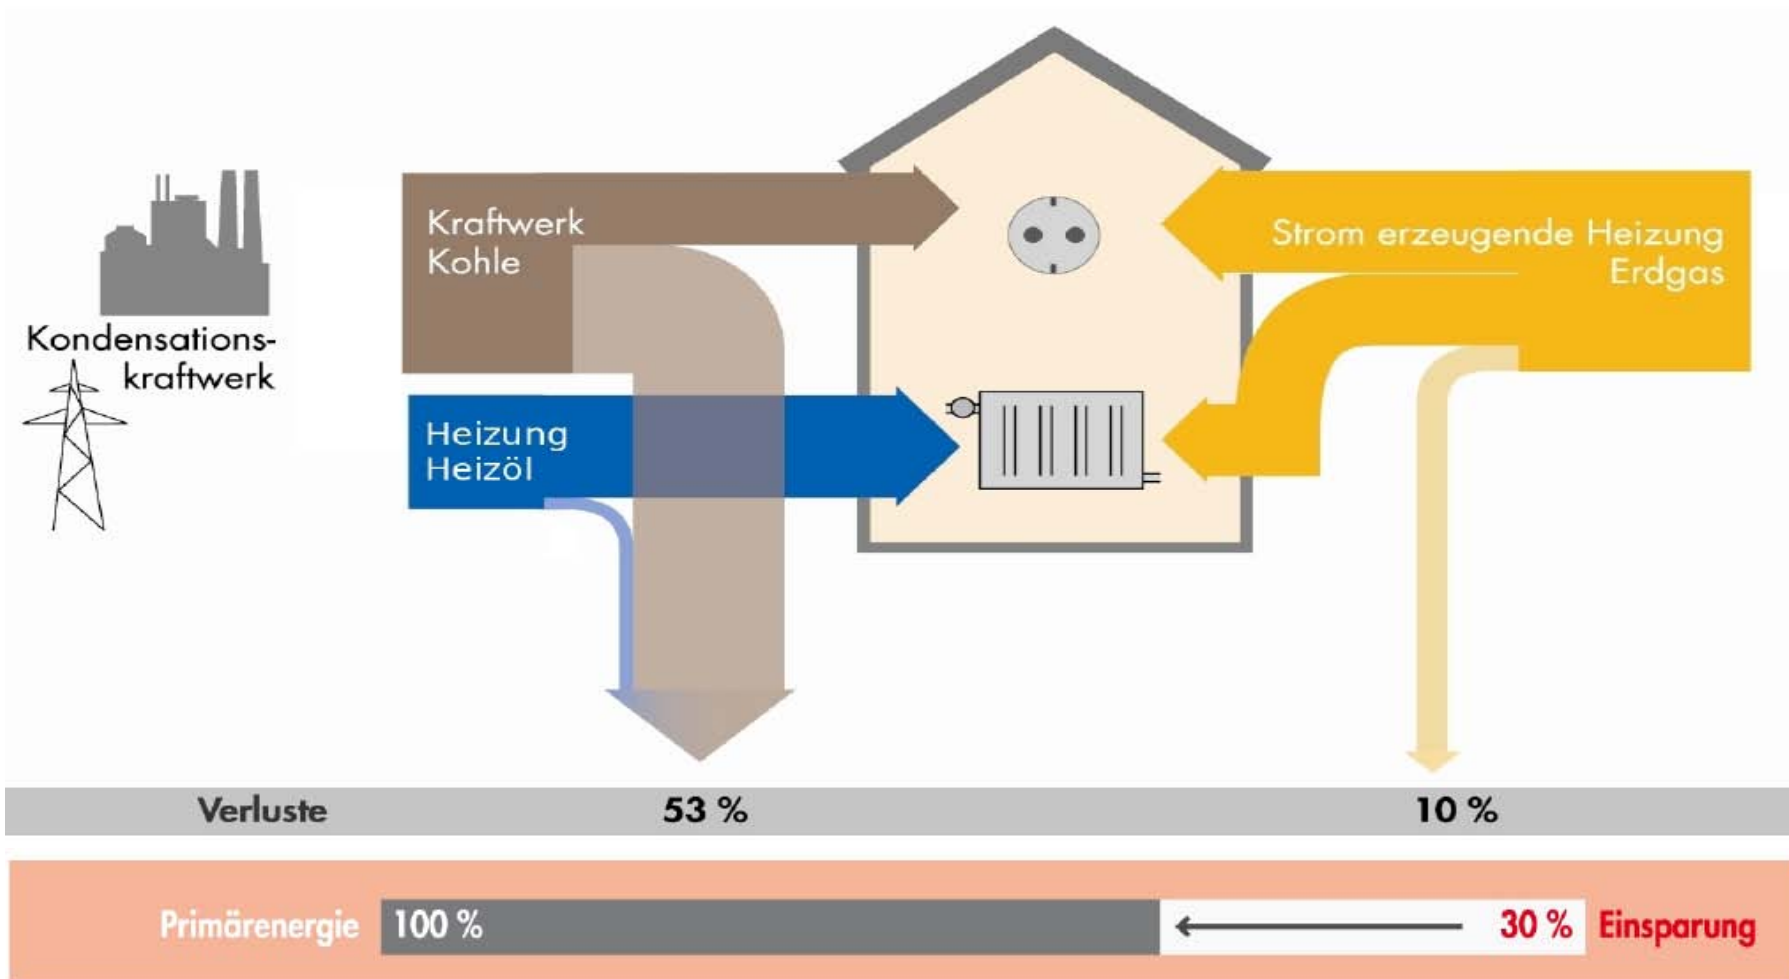 Kraftwerk
Kohle
Strom erzeugende Heizung
Erdgas
Kondensations-
kraftwerk
Heizung
Heizöl
Verluste 53 % 10 %
Primärenergie 100 % 30 % Einsparung